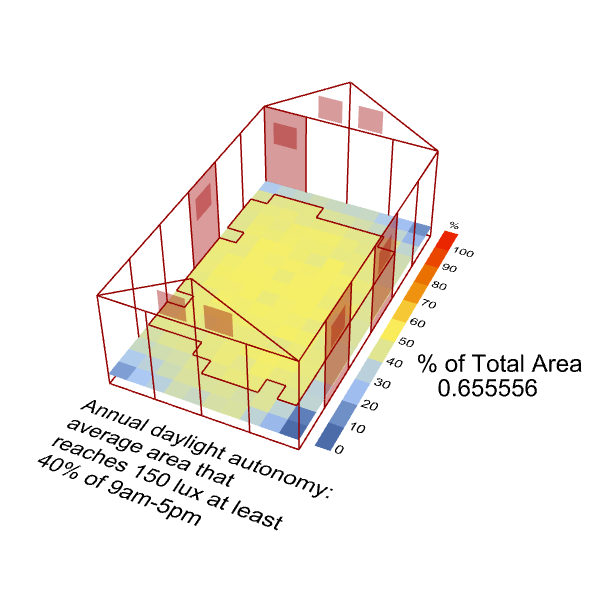 %
100
90
80
70
60
50
40
30
20
10
0
% of Total Area
0.655556
Annual daylight autonomy:
average area that
reaches 150 lux at least
40% of 9am-5pm